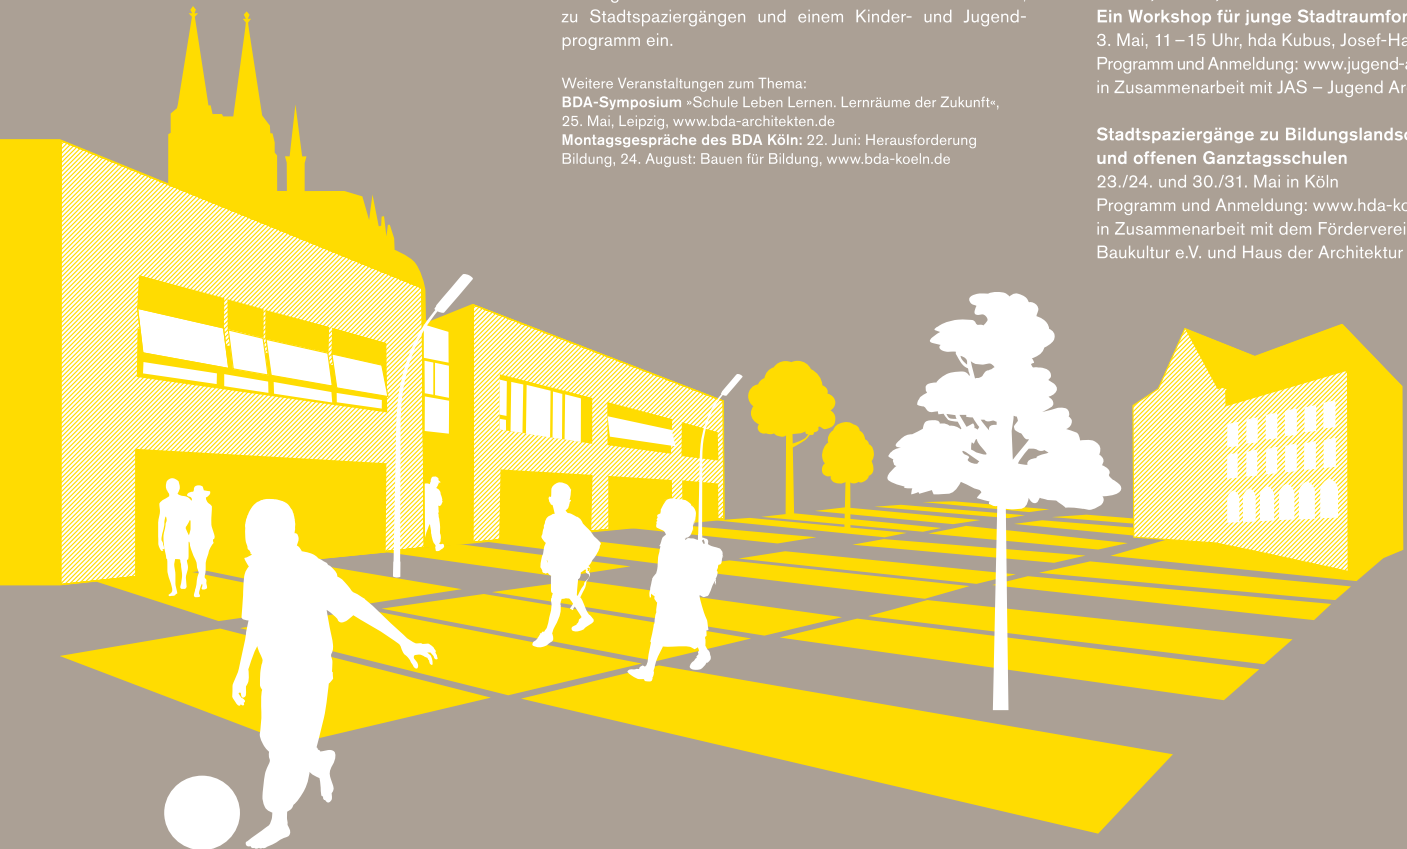 zu Stadtspaziergängen und einem Kinder- und Jugend-
programm ein.
Weitere Veranstaltungen zum Thema:
BDA-Symposium »Schule Leben Lernen. Lernräume der Zukunft«,
25. Mai, Leipzig, www.bda-architekten.de
Montagsgespräche des BDA Köln: 22. Juni: Herausforderung
Bildung, 24. August: Bauen für Bildung, www.bda-koeln.de
Ein Workshop für junge Stadtraumfor
3. Mai, 11–15 Uhr, hda Kubus, Josef-Ha
Programm und Anmeldung: www.jugend-a
in Zusammenarbeit mit JAS – Jugend Ar
Stadtspaziergänge zu Bildungslandsc
und offenen Ganztagsschulen
23./24. und 30./31. Mai in Köln
Programm und Anmeldung: www.hda-ko
in Zusammenarbeit mit dem Förderverei
Baukultur e.V. und Haus der Architektur